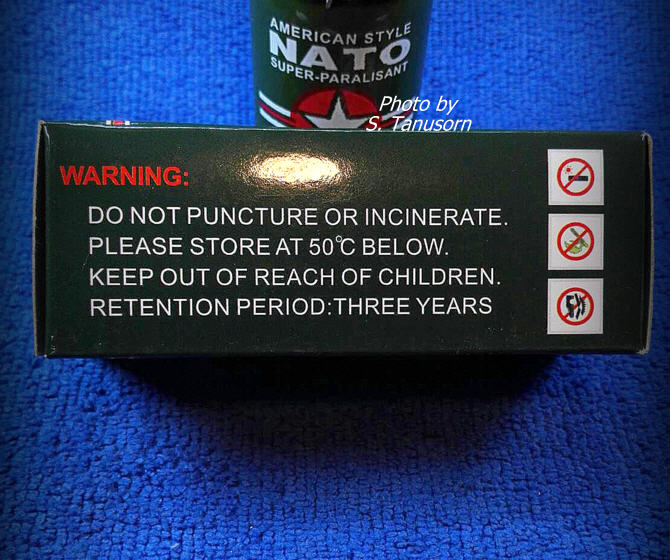 AMERICAN STYLE
NATO
SUPER-PARALISANT
Photo by
S. Tanusorn
WARNING:
DO NOT PUNCTURE OR INCINERATE.
PLEASE STORE AT 50℃ BELOW.
KEEP OUT OF REACH OF CHILDREN.
RETENTION PERIOD:THREE YEARS